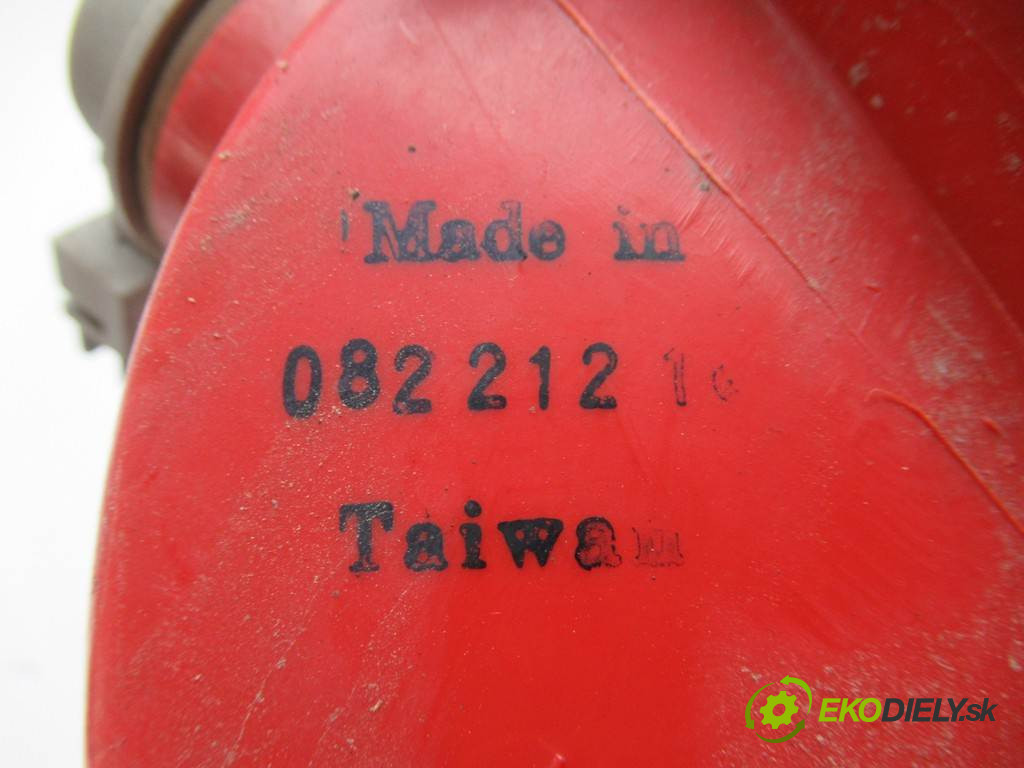 Made in
082 212
Taiwan
EKODIELY.sk